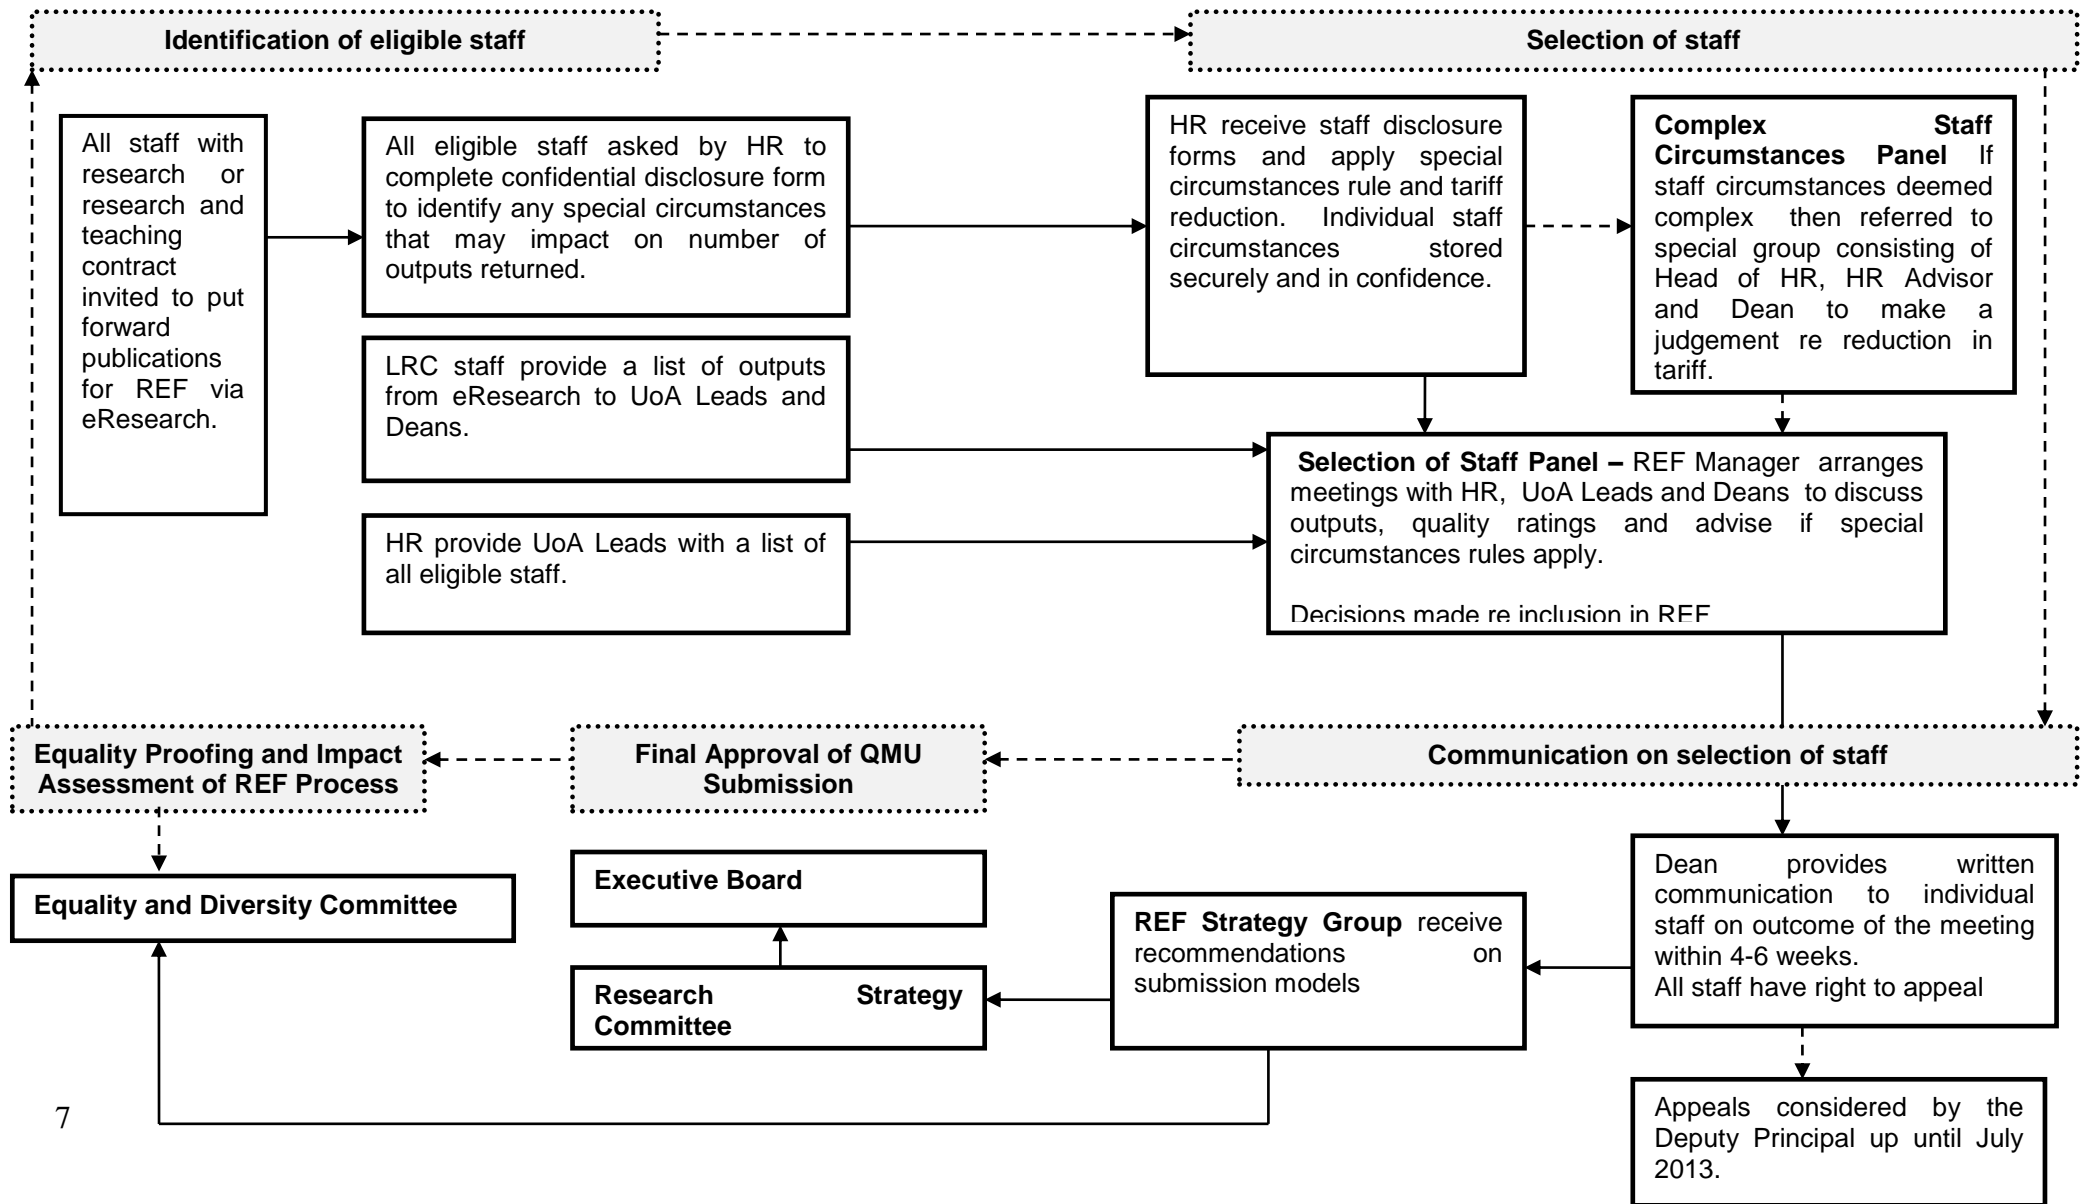 Identification of eligible staff
Selection of staff
All staff with
research or
research and
teaching
contract
invited to put
forward
publications
for REF via
eResearch.
All eligible staff asked by HR to
complete confidential disclosure form
to identify any special circumstances
that may impact on number of
outputs returned.
LRC staff provide a list of outputs
from eResearch to UoA Leads and
Deans.
HR provide UoA Leads with a list of
all eligible staff.
HR receive staff disclosure
forms and apply special
circumstances rule and tariff
reduction. Individual staff
circumstances stored
securely and in confidence.
Complex Staff
Circumstances Panel If
staff circumstances deemed
complex then referred to
special group consisting of
Head of HR, HR Advisor
and Dean to make a
judgement re reduction in
tariff.
Selection of Staff Panel – REF Manager arranges
meetings with HR, UoA Leads and Deans to discuss
outputs, quality ratings and advise if special
circumstances rules apply.
Decisions made re inclusion in REF
Equality Proofing and Impact
Assessment of REF Process
Final Approval of QMU
Submission
Communication on selection of staff
Equality and Diversity Committee
Executive Board
Research Strategy
Committee
REF Strategy Group receive
recommendations on
submission models
Dean provides written
communication to individual
staff on outcome of the meeting
within 4-6 weeks.
All staff have right to appeal
Appeals considered by the
Deputy Principal up until July
2013.
7